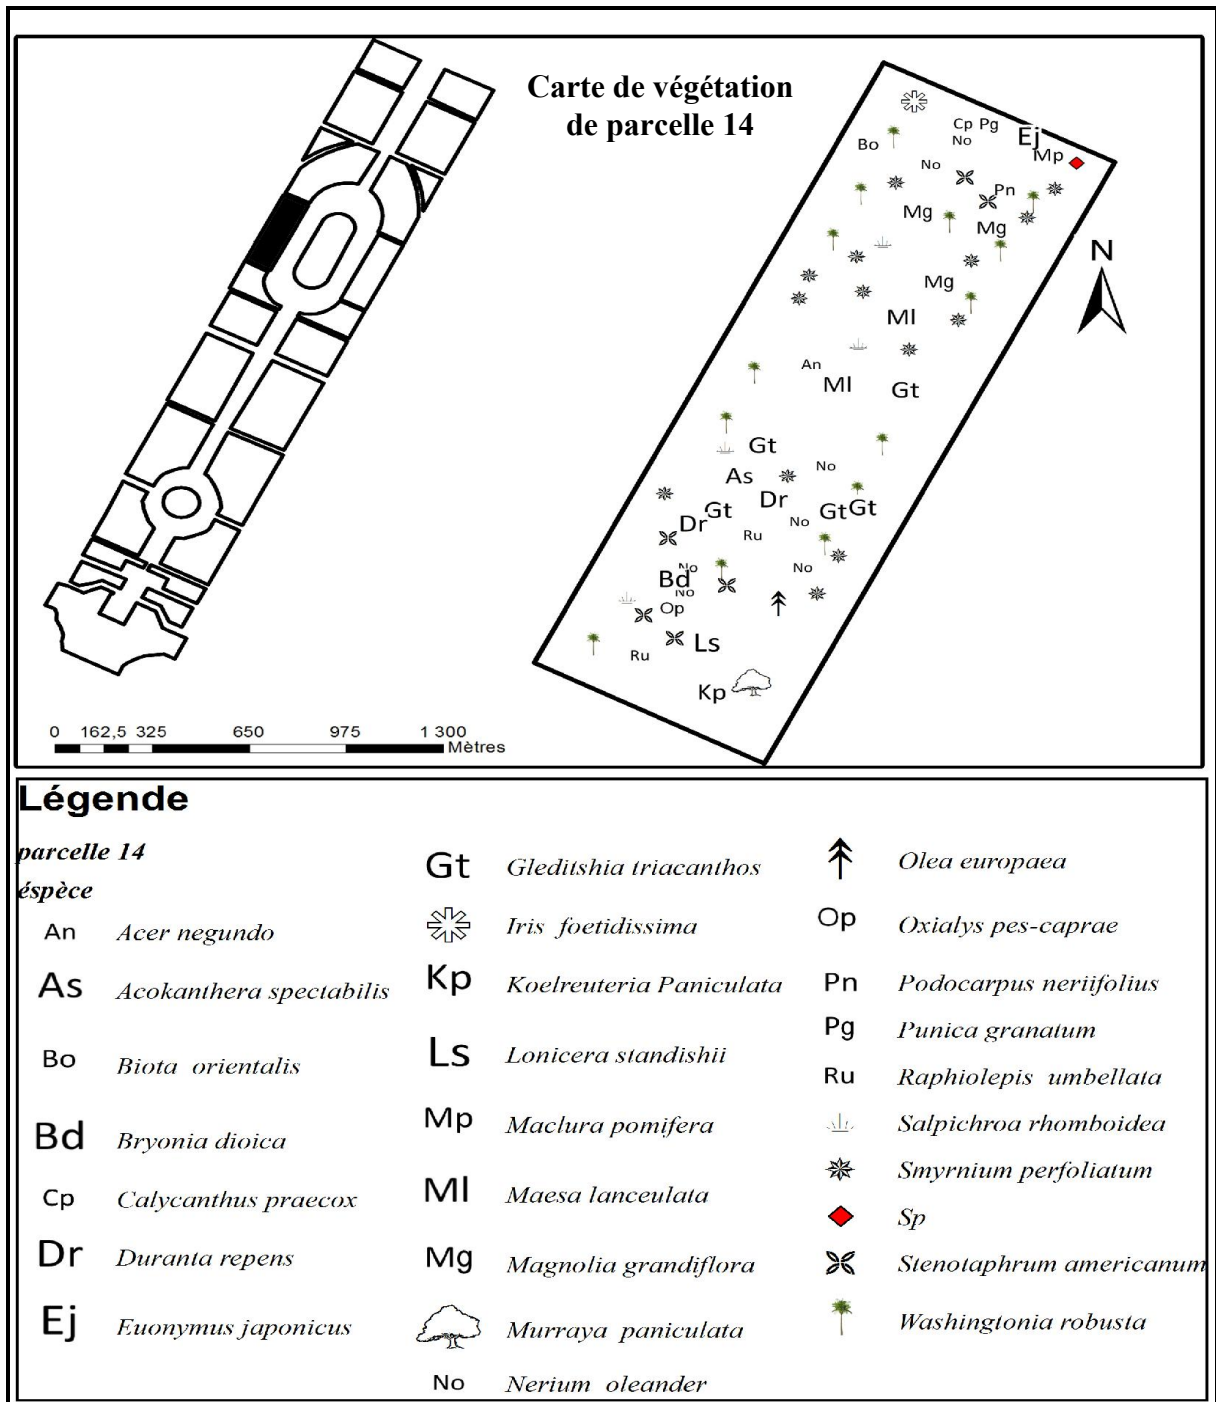 Carte de végétation
de parcelle 14
Cp Pg
Ej
No
Bo
Mp
No
Pn
Mg
Mg
N
Mg
Ml
An
Ml
Gt
Gt
No
As
Dr
Gt
Gt Gt
Dr
No
Ru
No
No
Bd
No
Op
Ls
Ru
Kp
0 162,5 325 650 975 1 300
Mètres
Légende
parcelle 14
éspèce
An Acer negundo
As Acokanthera spectabilis
Bo Biota orientalis
Bd Bryonia dioica
Cp Calycanthus praecox
Dr Duranta repens
Ej Euonymus japonicus
Gt Gleditshia triacanthos
Iris foetidissima
Kp Koelreuteria Paniculata
Ls Lonicera standishii
Mp Maclura pomifera
Ml Maesa lanceulata
Mg Magnolia grandiflora
Murraya paniculata
No Nerium oleander
Olea europaea
Op Oxialys pes-caprae
Pn Podocarpus neriifolius
Pg Punica granatum
Ru Raphiolepis umbellata
Salpichroa rhomboidea
Smyrnium perfoliatum
Sp
Stenotaphrum americanum
Washingtonia robusta